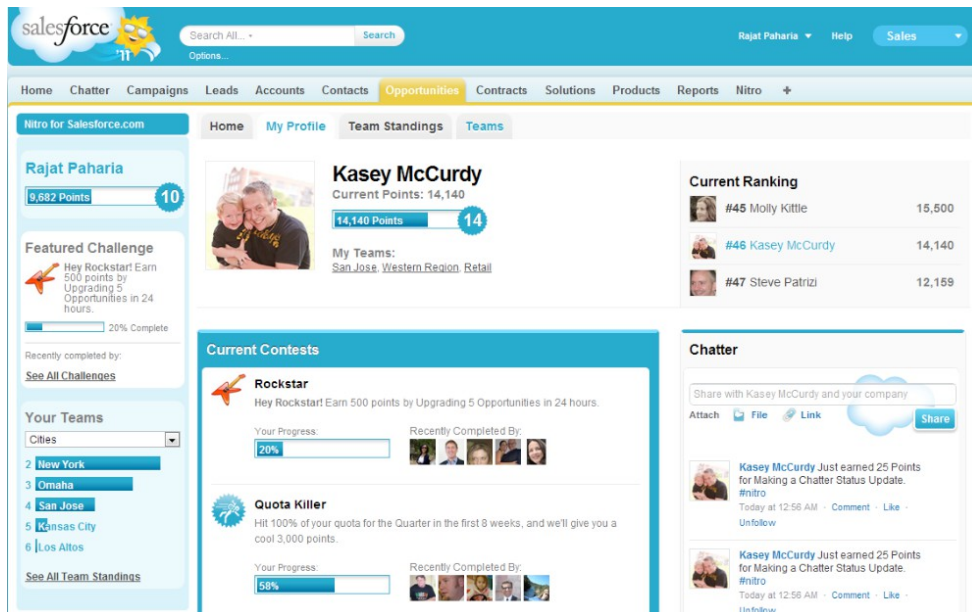 salesforce
'11
Search All...
Search
Options...
Rajat Paharia
Help
Sales
Home Chatter Campaigns Leads Accounts Contacts Opportunities Contracts Solutions Products Reports Nitro +
Nitro for Salesforce.com
Rajat Paharia
9,682 Points
10
Featured Challenge
Hey Rockstar! Earn
500 points by
Upgrading 5
Opportunities in 24
hours.
20% Complete
Recently completed by:
See All Challenges
Your Teams
Cities
2 New York
3 Omaha
4 San Jose
5 Kansas City
6 Los Altos
See All Team Standings
Home My Profile Team Standings Teams
Kasey McCurdy
Current Points: 14,140
14,140 Points
14
My Teams:
San Jose, Western Region, Retail
Current Ranking
#45 Molly Kittle 15,500
#46 Kasey McCurdy 14,140
#47 Steve Patrizi 12,159
Current Contests
Rockstar
Hey Rockstar! Earn 500 points by Upgrading 5 Opportunities in 24 hours.
Your Progress:
20%
Recently Completed By:
Quota Killer
Hit 100% of your quota for the Quarter in the first 8 weeks, and we'll give you a
cool 3,000 points.
Your Progress:
58%
Recently Completed By:
Chatter
Share with Kasey McCurdy and your company
Attach File Link
Share
Kasey McCurdy Just earned 25 Points
for Making a Chatter Status Update.
#nitro
Today at 12:56 AM · Comment · Like ·
Unfollow
Kasey McCurdy Just earned 25 Points
for Making a Chatter Status Update.
#nitro
Today at 12:56 AM · Comment · Like ·
Unfollow